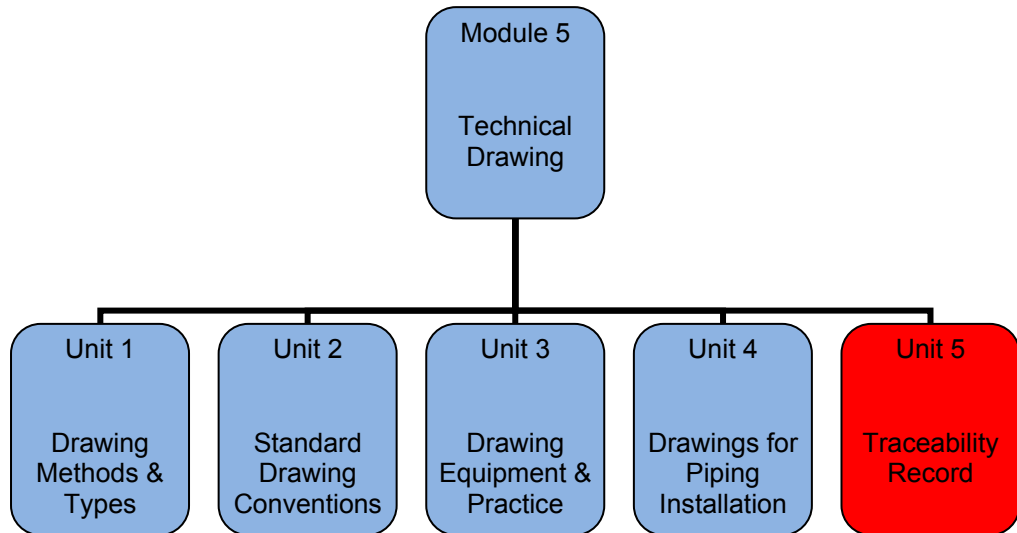 Module 5
Technical
Drawing
Unit 1
Drawing
Methods &
Types
Unit 2
Standard
Drawing
Conventions
Unit 3
Drawing
Equipment &
Practice
Unit 4
Drawings for
Piping
Installation
Unit 5
Traceability
Record